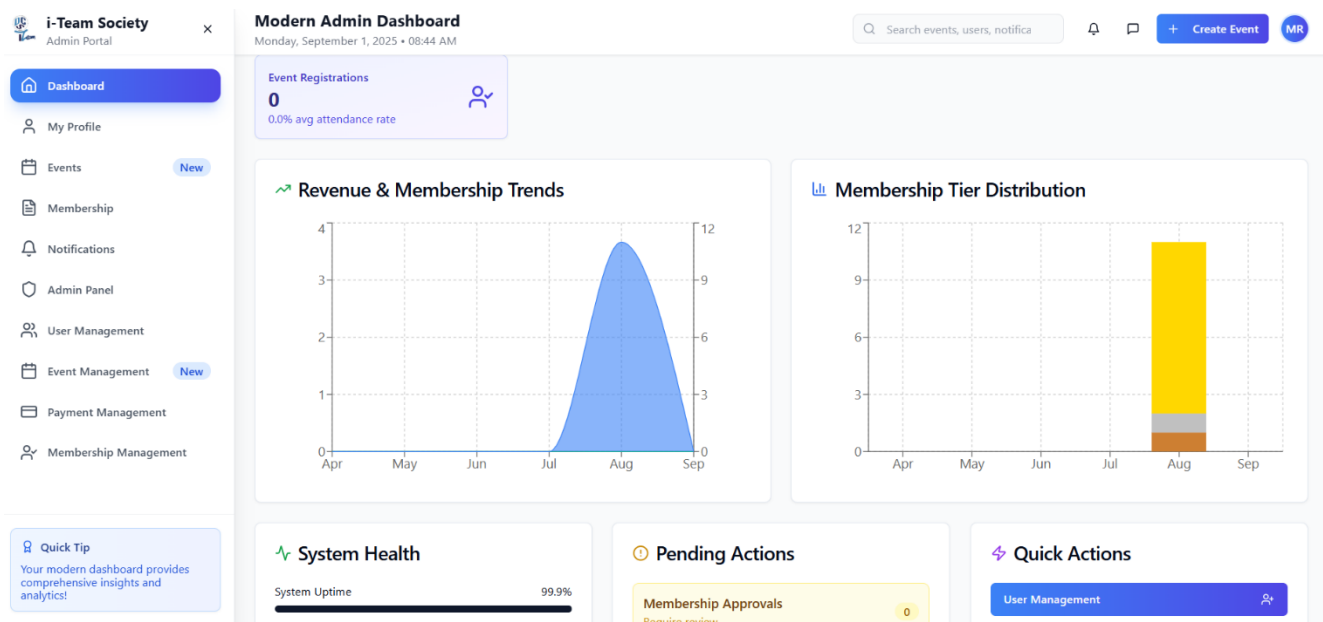 i-Team Society
Admin Portal
Dashboard
My Profile
Events New
Membership
Notifications
Admin Panel
User Management
Event Management New
Payment Management
Membership Management
Quick Tip
Your modern dashboard provides
comprehensive insights and
analytics!
Modern Admin Dashboard
Monday, September 1, 2025 • 08:44 AM
Search events, users, notifica
+ Create Event
MR
Event Registrations
0
0.0% avg attendance rate
Revenue & Membership Trends
4 12
3 9
2 6
1 3
0 0
Apr May Jun Jul Aug Sep
Membership Tier Distribution
12
9
6
3
0
Apr May Jun Jul Aug Sep
System Health
System Uptime 99.9%
Pending Actions
Membership Approvals 0
Require review
Quick Actions
User Management